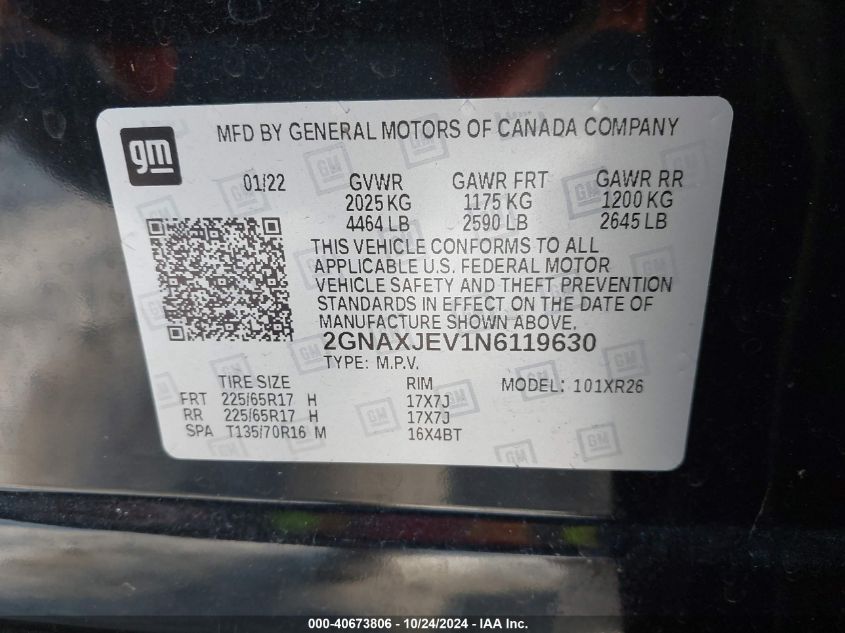 gm
MFD BY GENERAL MOTORS OF CANADA COMPANY
01/22 GVWR GAWR FRT GAWR RR
2025 KG 1175 KG 1200 KG
4464 LB 2590 LB 2645 LB
THIS VEHICLE CONFORMS TO ALL
APPLICABLE U.S. FEDERAL MOTOR
VEHICLE SAFETY AND THEFT PREVENTION
STANDARDS IN EFFECT ON THE DATE OF
MANUFACTURE SHOWN ABOVE.
2GNAXJEV1N6119630
TYPE: M.P.V.
TIRE SIZE RIM MODEL: 101XR26
FRT 225/65R17 H 17X7J
RR 225/65R17 H 17X7J
SPA T135/70R16 M 16X4BT
000-40673806 - 10/24/2024 - IAA Inc.